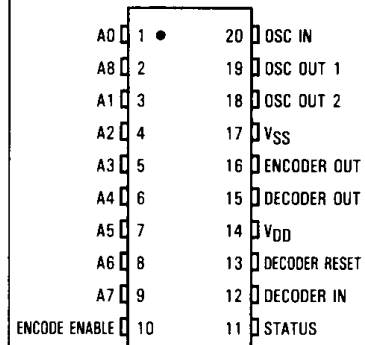 A0 1 20 OSC IN
A8 2 19 OSC OUT 1
A1 3 18 OSC OUT 2
A2 4 17 VSS
A3 5 16 ENCODER OUT
A4 6 15 DECODER OUT
A5 7 14 VDD
A6 8 13 DECODER RESET
A7 9 12 DECODER IN
ENCODE ENABLE 10 11 STATUS